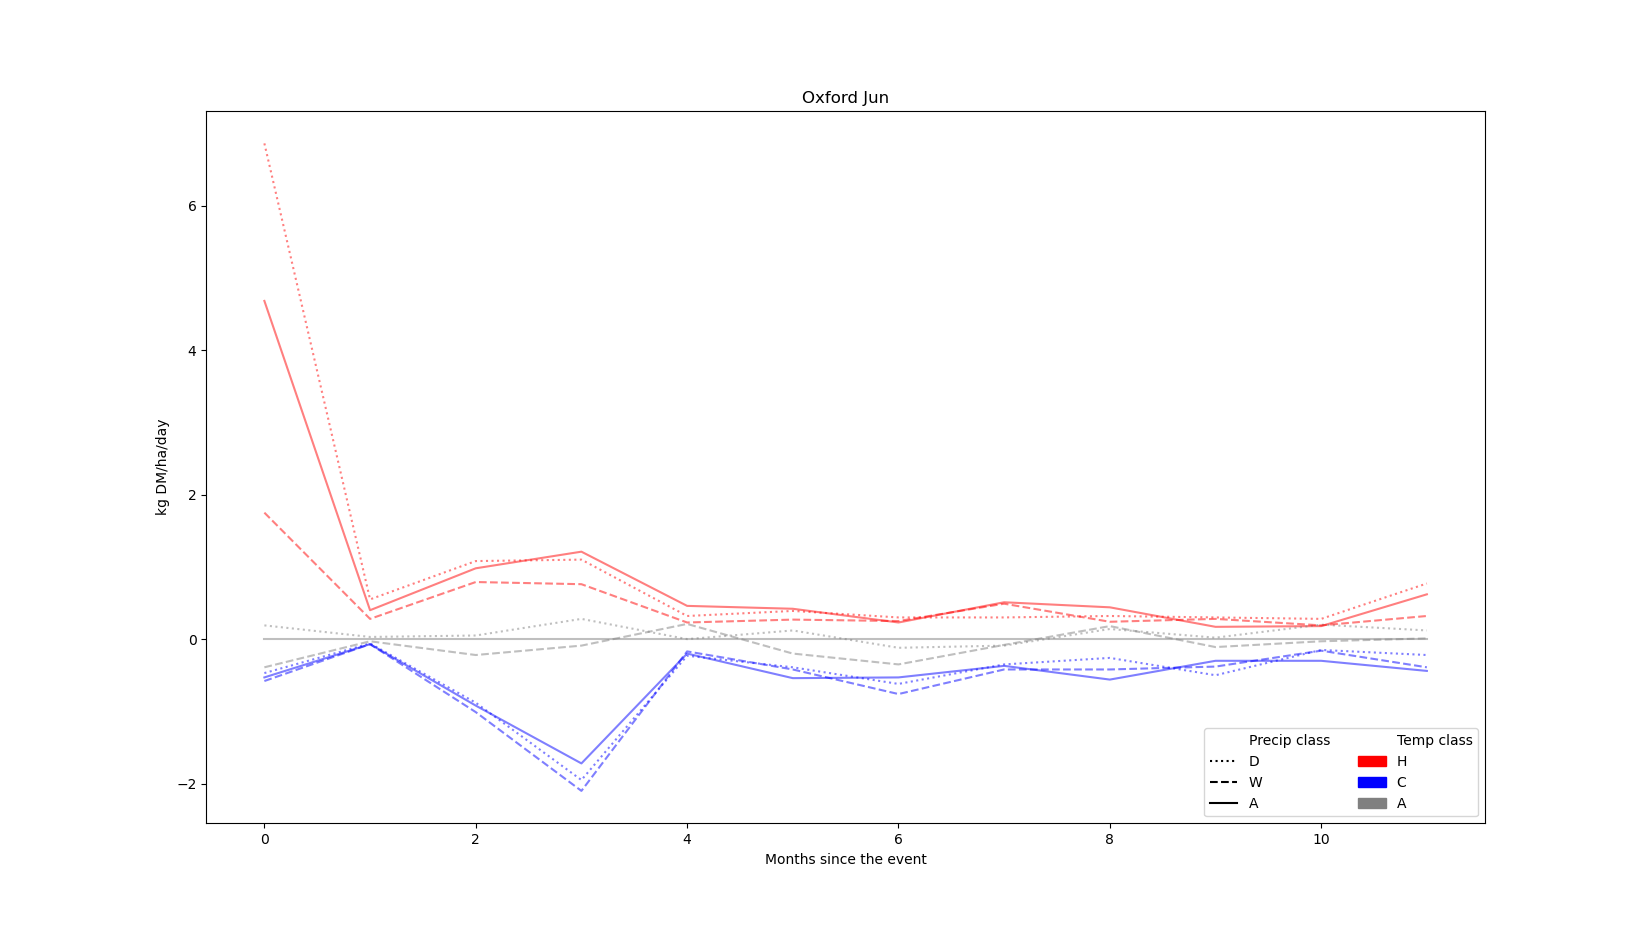 Oxford Jun
kg DM/ha/day
6
4
2
0
−2
0 2 4 6 8 10
Months since the event
Precip class Temp class
D H
W C
A A